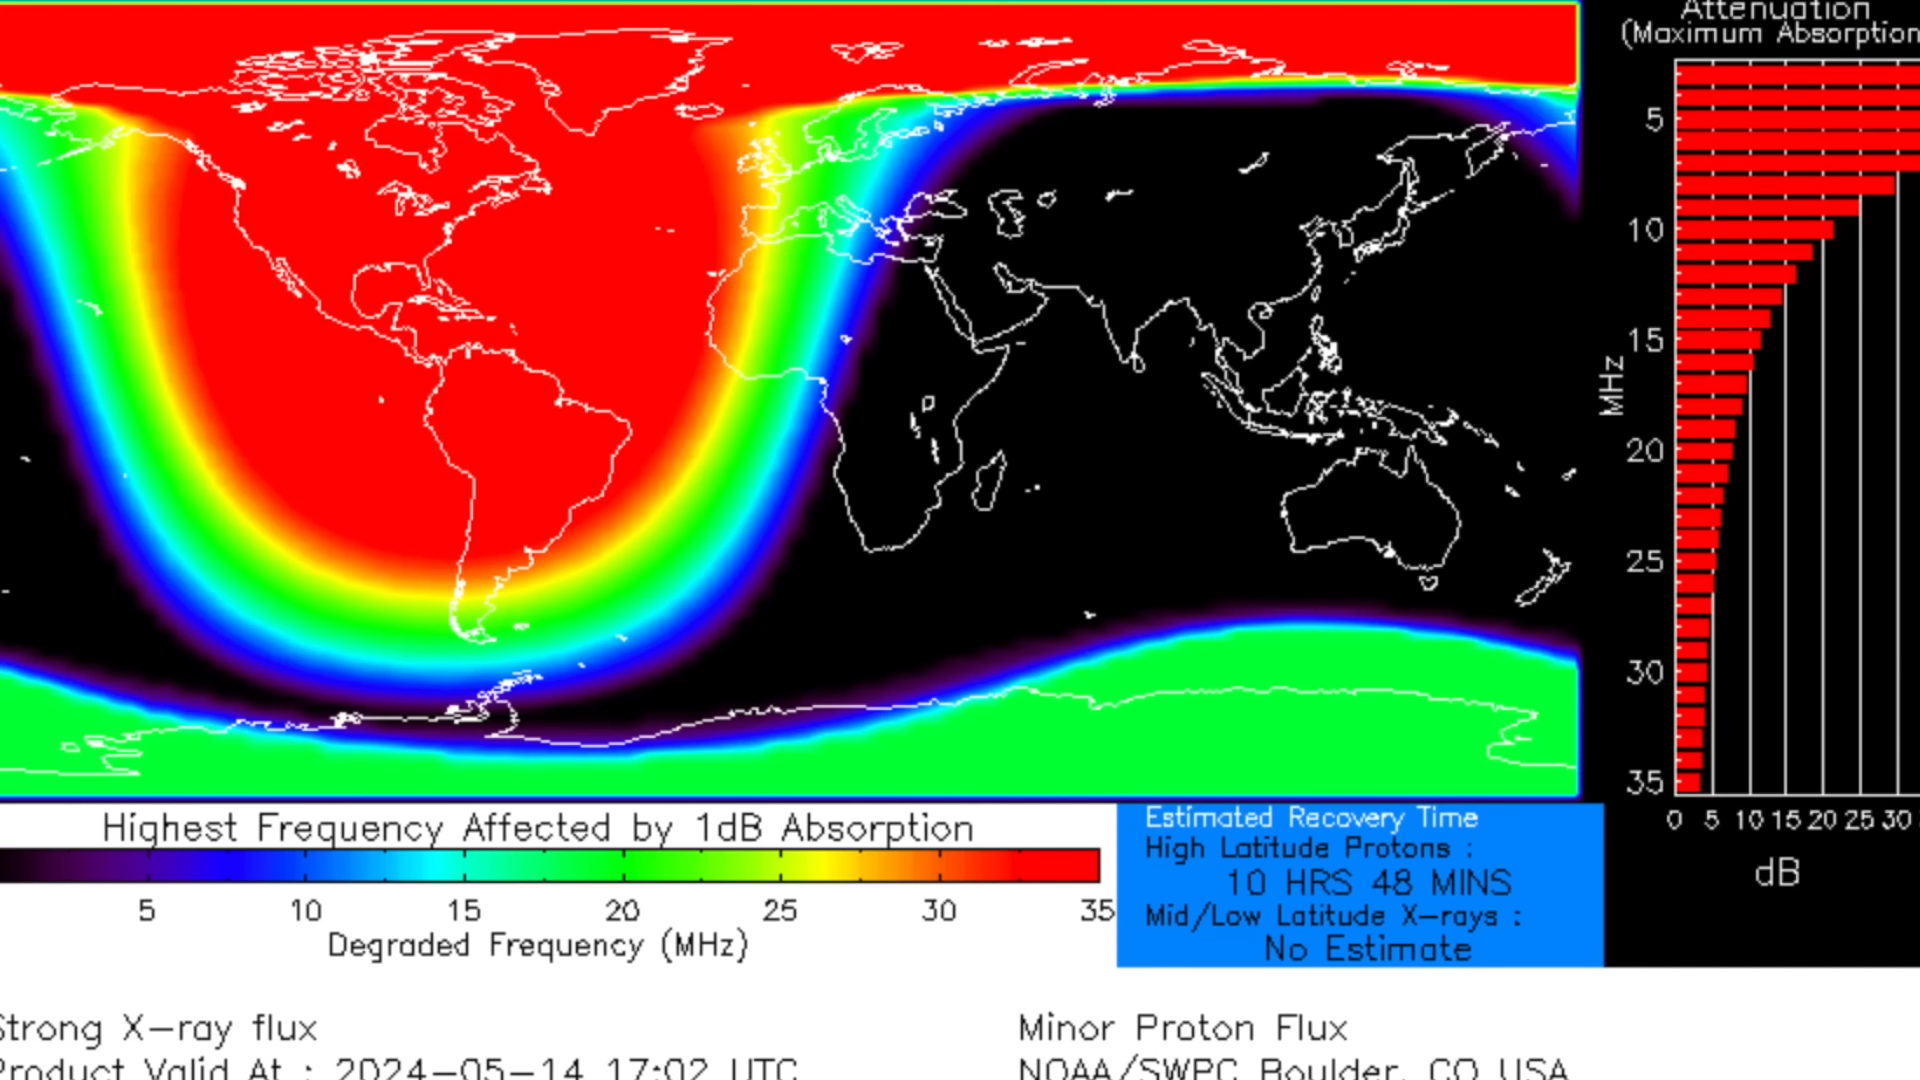 Attenuation
(Maximum Absorption
5
10
15
20
25
30
35
MHz
0 5 10 15 20 25 30
dB
Highest Frequency Affected by 1dB Absorption
5 10 15 20 25 30 35
Degraded Frequency (MHz)
Estimated Recovery Time
High Latitude Protons :
10 HRS 48 MINS
Mid/Low Latitude X-rays :
No Estimate
Strong X-ray flux
Product Valid At : 2024-05-14 17:02 UTC
Minor Proton Flux
NOAA/SWPC Boulder, CO USA